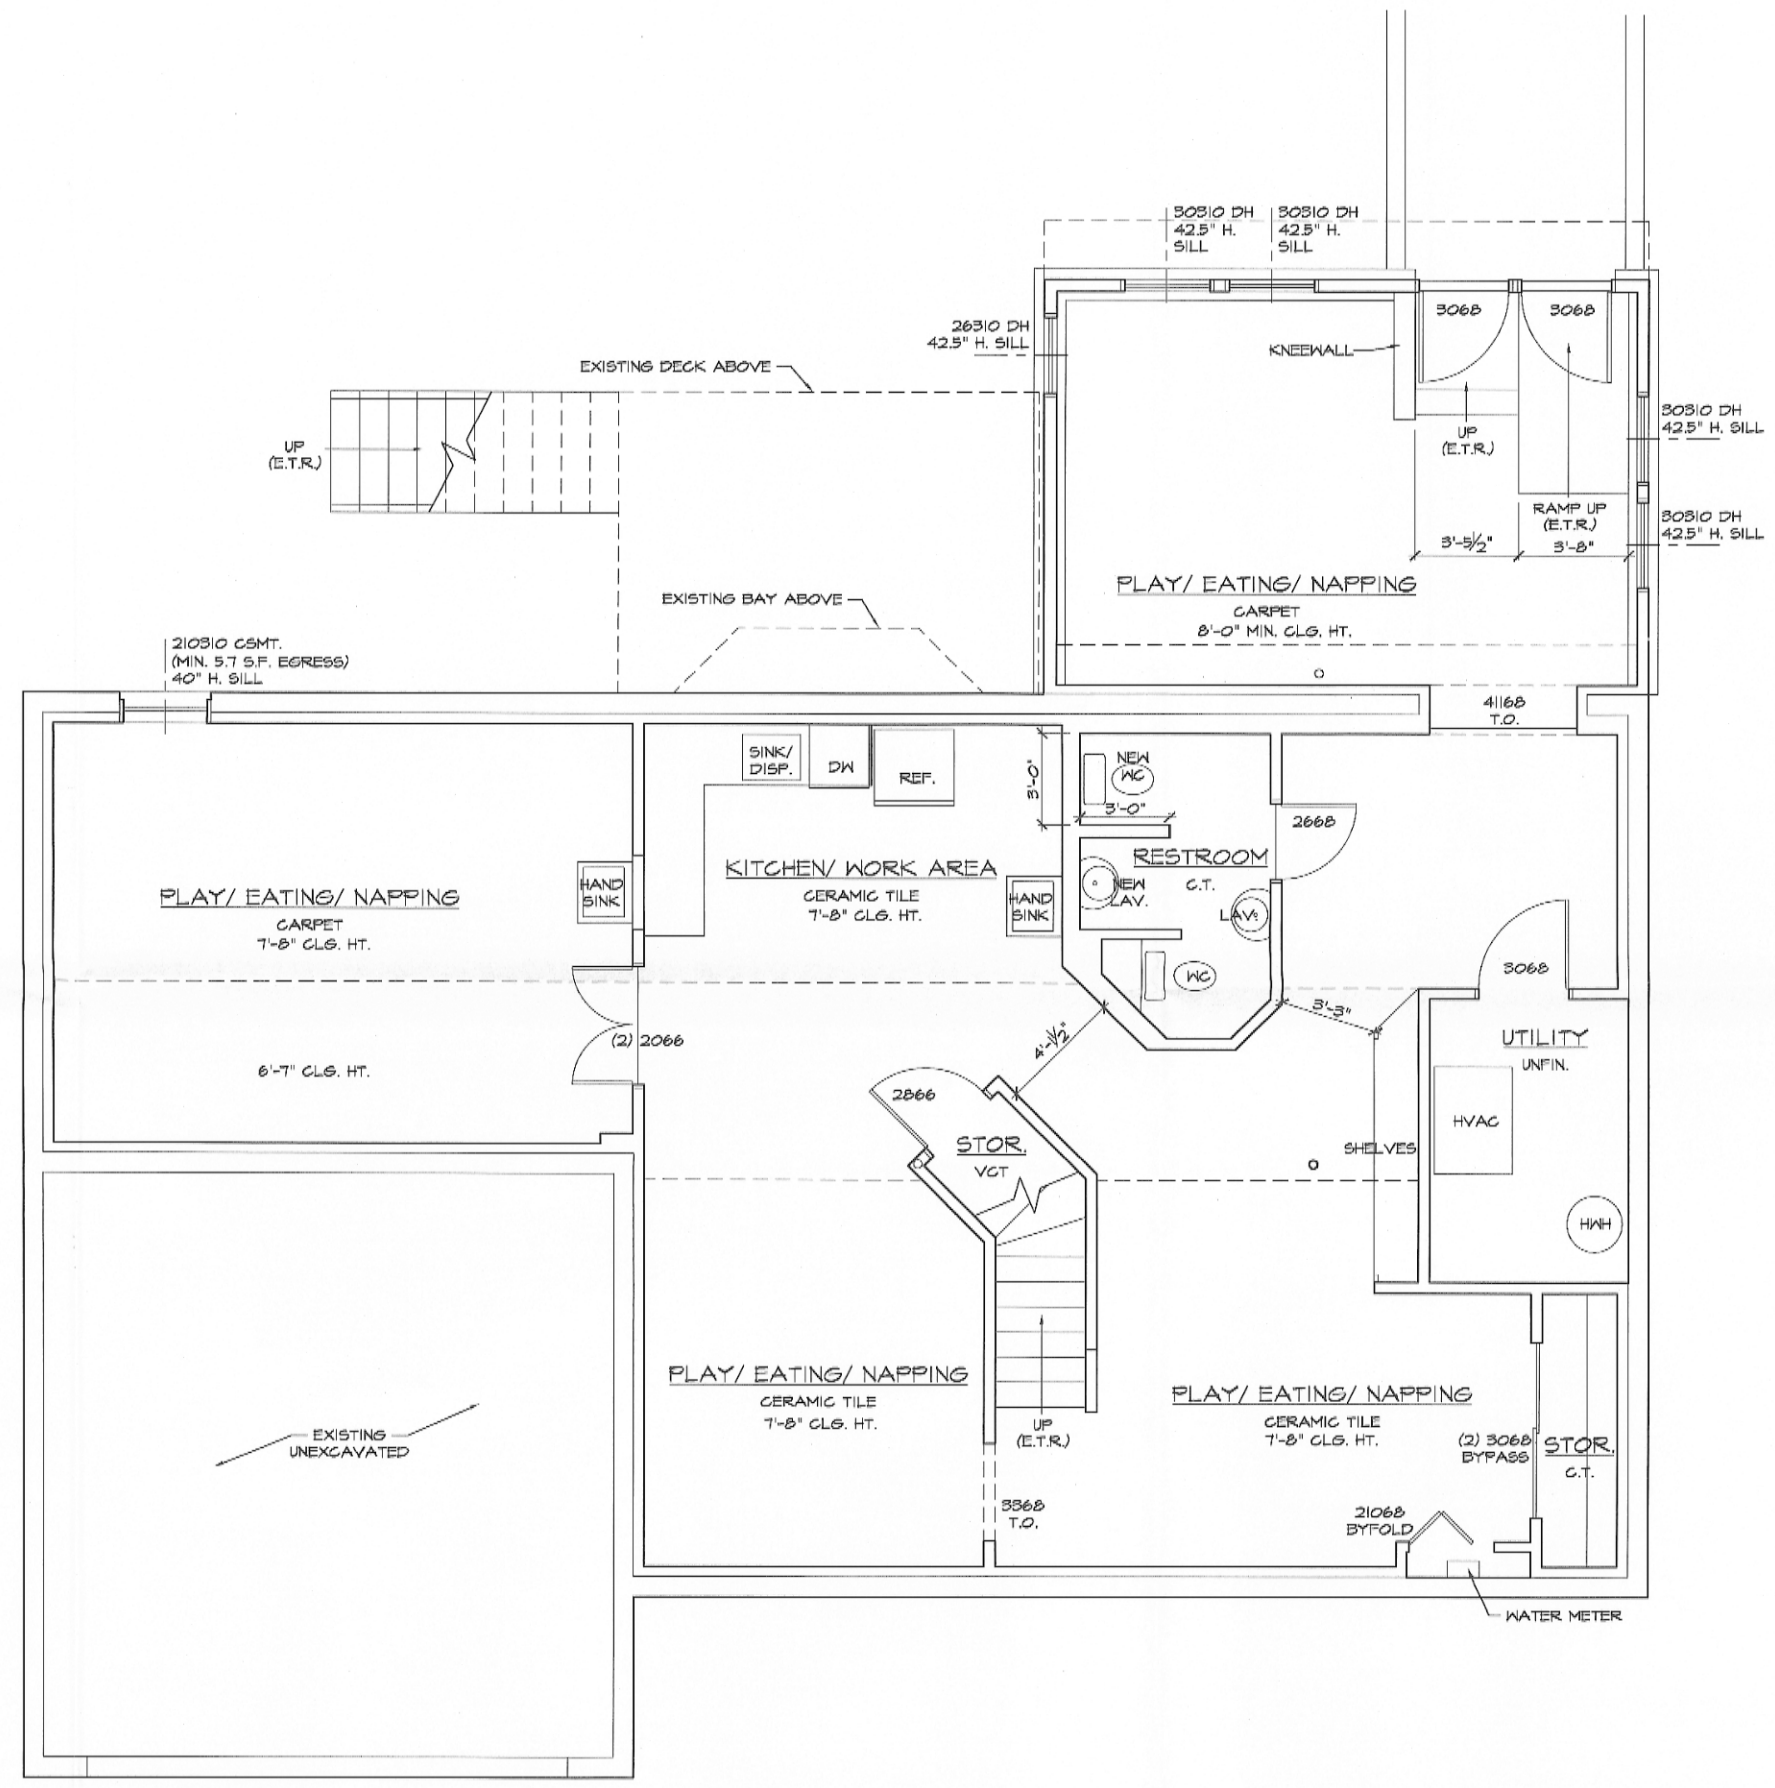 30310 DH
42.5" H.
SILL
30310 DH
42.5" H.
SILL
26310 DH
42.5" H. SILL
3068
3068
KNEEWALL
EXISTING DECK ABOVE
UP
(E.T.R.)
UP
(E.T.R.)
30310 DH
42.5" H. SILL
RAMP UP
(E.T.R.)
30310 DH
42.5" H. SILL
3'-5½"
3'-8"
PLAY/ EATING/ NAPPING
CARPET
8'-0" MIN. CLG. HT.
EXISTING BAY ABOVE
210310 CSMT.
(MIN. 5.7 S.F. EGRESS)
40" H. SILL
41168
T.O.
SINK/
DISP.
DW
REF.
3'-0"
NEW
WC
3'-0"
2668
RESTROOM
C.T.
KITCHEN/ WORK AREA
CERAMIC TILE
7'-8" CLG. HT.
HAND
SINK
HAND
SINK
NEW
LAV.
LAV.
WC
PLAY/ EATING/ NAPPING
CARPET
7'-8" CLG. HT.
3068
3'-3"
4'-1½"
(2) 2066
6'-7" CLG. HT.
UTILITY
UNFIN.
HVAC
2866
STOR.
VCT
SHELVES
HWH
PLAY/ EATING/ NAPPING
CERAMIC TILE
7'-8" CLG. HT.
PLAY/ EATING/ NAPPING
CERAMIC TILE
7'-8" CLG. HT.
UP
(E.T.R.)
(2) 3068
BYPASS
STOR.
C.T.
EXISTING
UNEXCAVATED
3368
T.O.
21068
BYFOLD
WATER METER